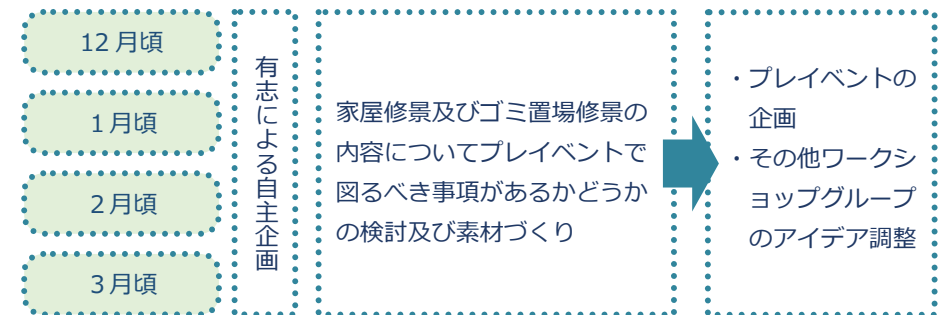 12月頃
1月頃
2月頃
3月頃
有志による自主企画
家屋修景及びゴミ置場修景の
内容についてプレイベントで
図るべき事項があるかどうか
の検討及び素材づくり
・プレイベントの
企画
・その他ワークシ
ョップグループ
のアイデア調整